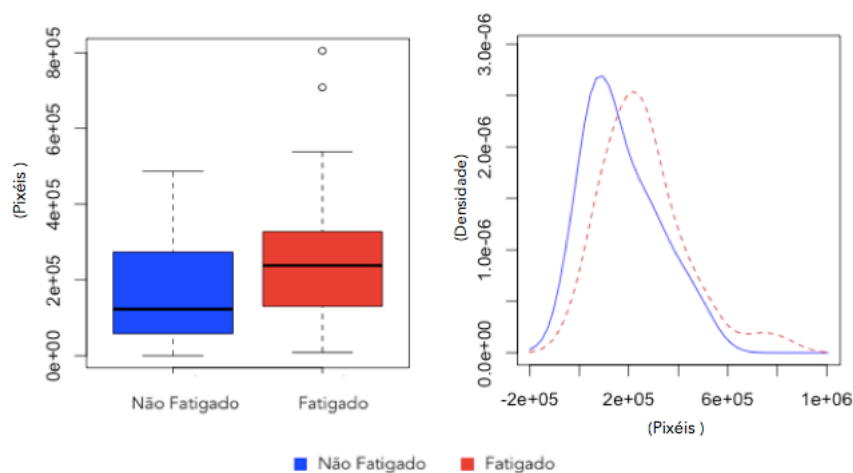 8e+05
6e+05
4e+05
2e+05
0e+00
(Pixéis )
Não Fatigado Fatigado
3.0e-06
2.0e-06
1.0e-06
0.0e+00
(Densidade)
-2e+05 2e+05 6e+05 1e+06
(Pixéis )
Não Fatigado Fatigado